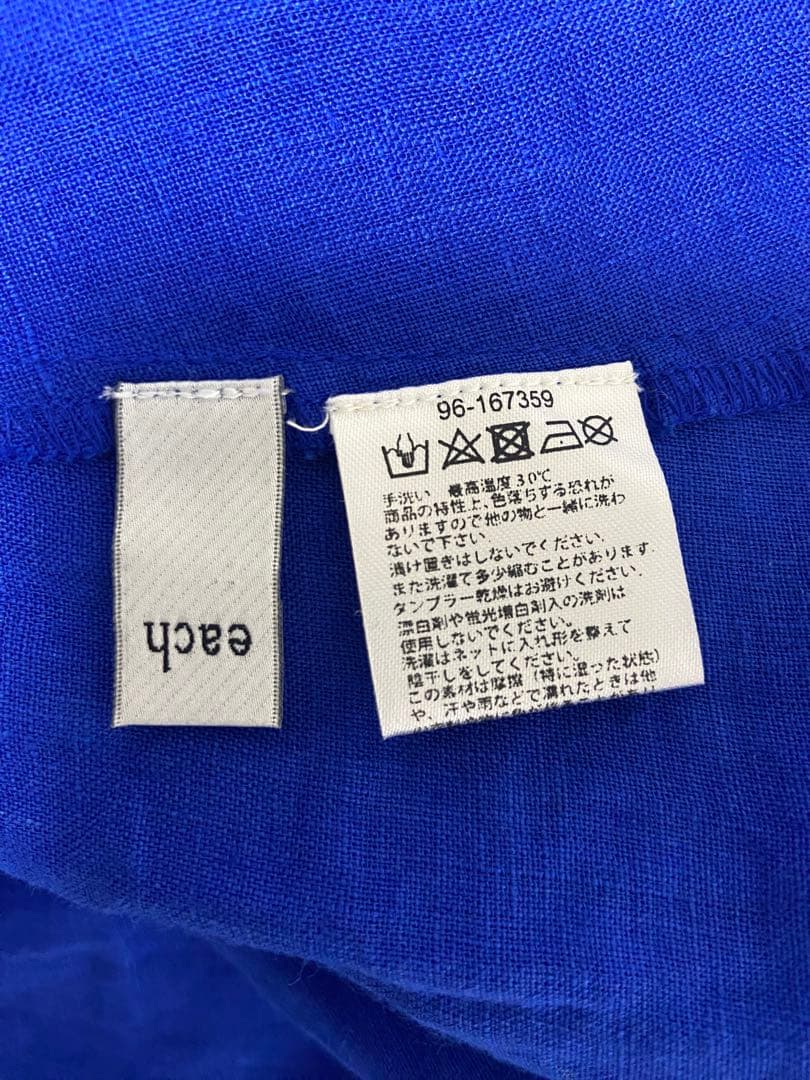 96-167359
手洗い　最高温度30℃
商品の特性上、色落ちする恐れが
ありますので他の物と一緒に洗わ
ないで下さい.
漬け置きはしないでください.
また洗濯で多少縮むことがあります.
タンブラー乾燥はお避けください.
漂白剤や蛍光増白剤入の洗剤は
使用しないでください.
洗濯はネットに入れ形を整えて
陰干しをしてください.
この素材は摩擦（特に湿った状態）
や、汗や雨などで濡れたときは他
each